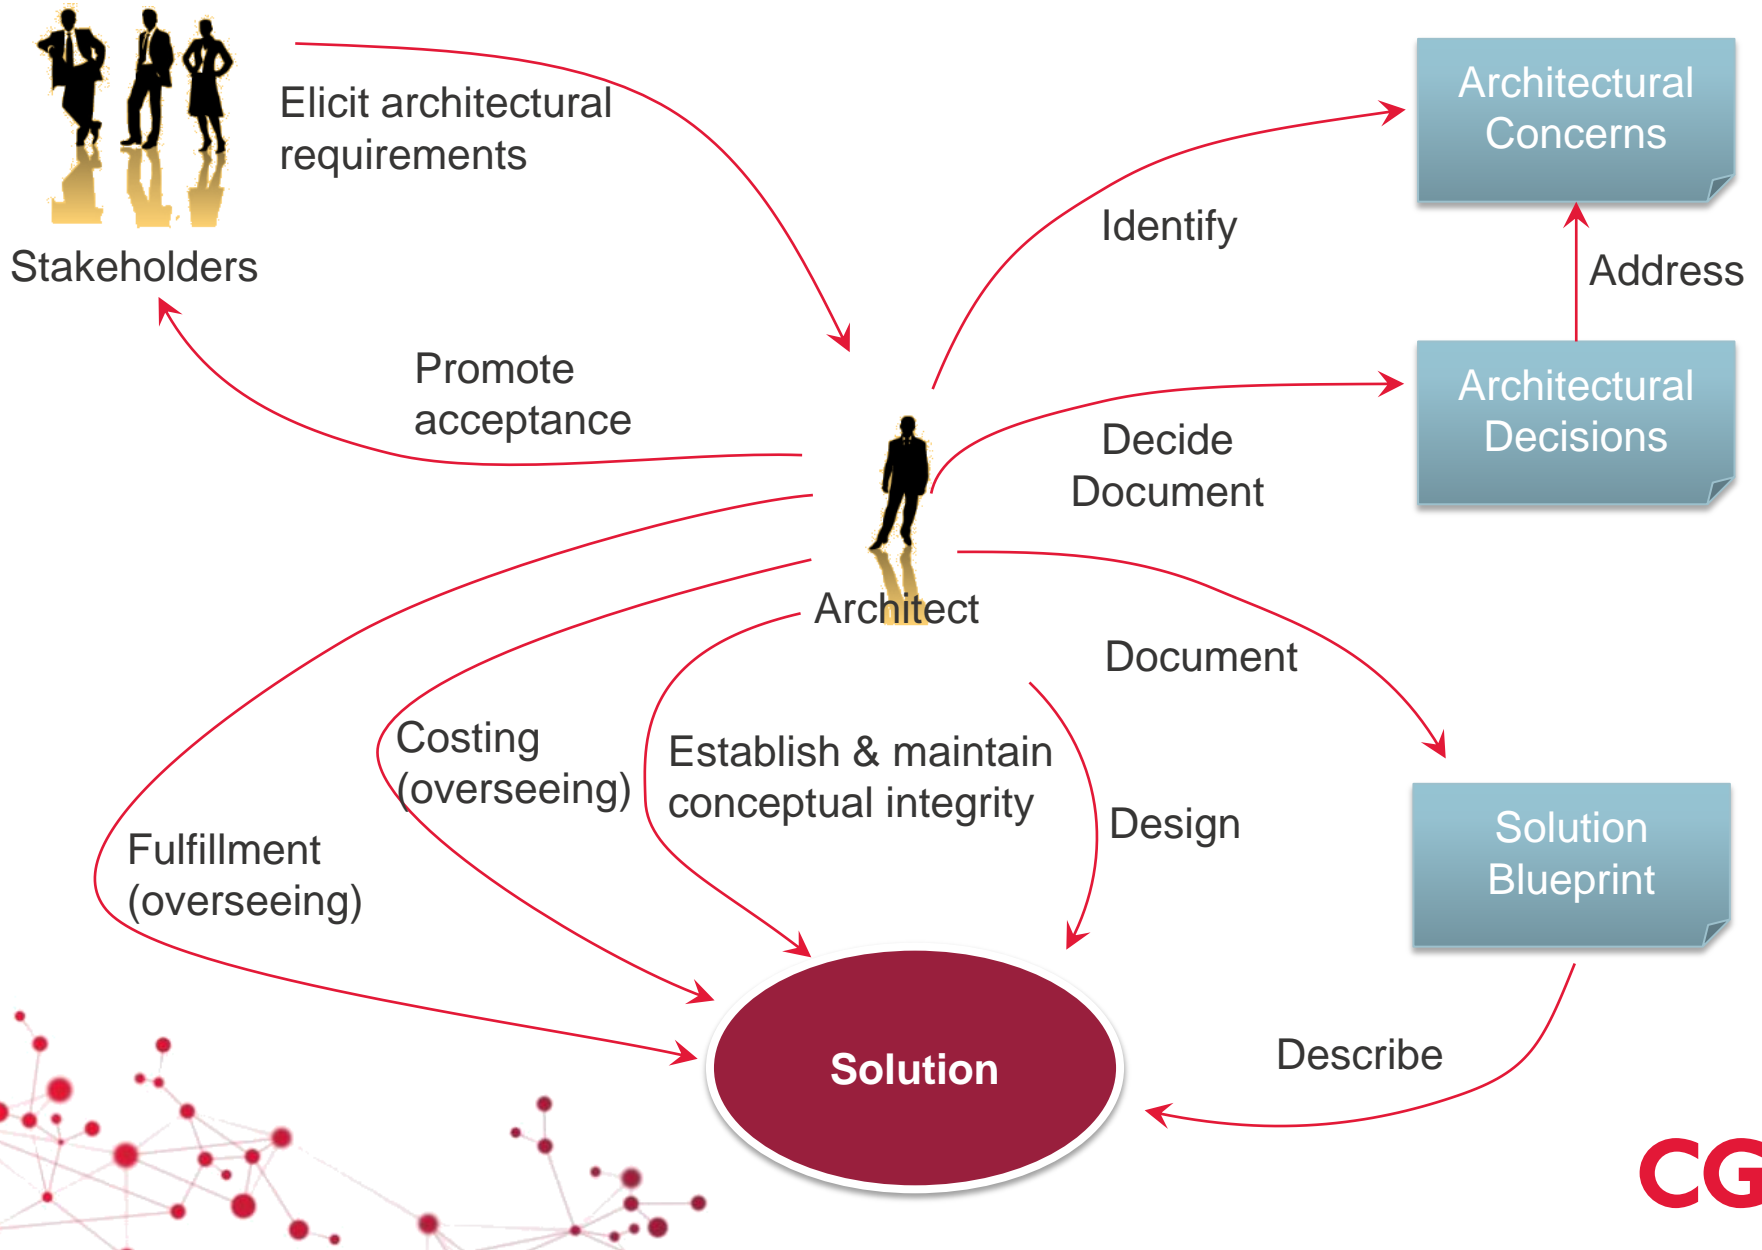 Elicit architectural
requirements
Stakeholders
Promote
acceptance
Architect
Identify
Architectural
Concerns
Address
Decide
Document
Architectural
Decisions
Document
Solution
Blueprint
Describe
Design
Establish & maintain
conceptual integrity
Costing
(overseeing)
Fulfillment
(overseeing)
Solution
CG